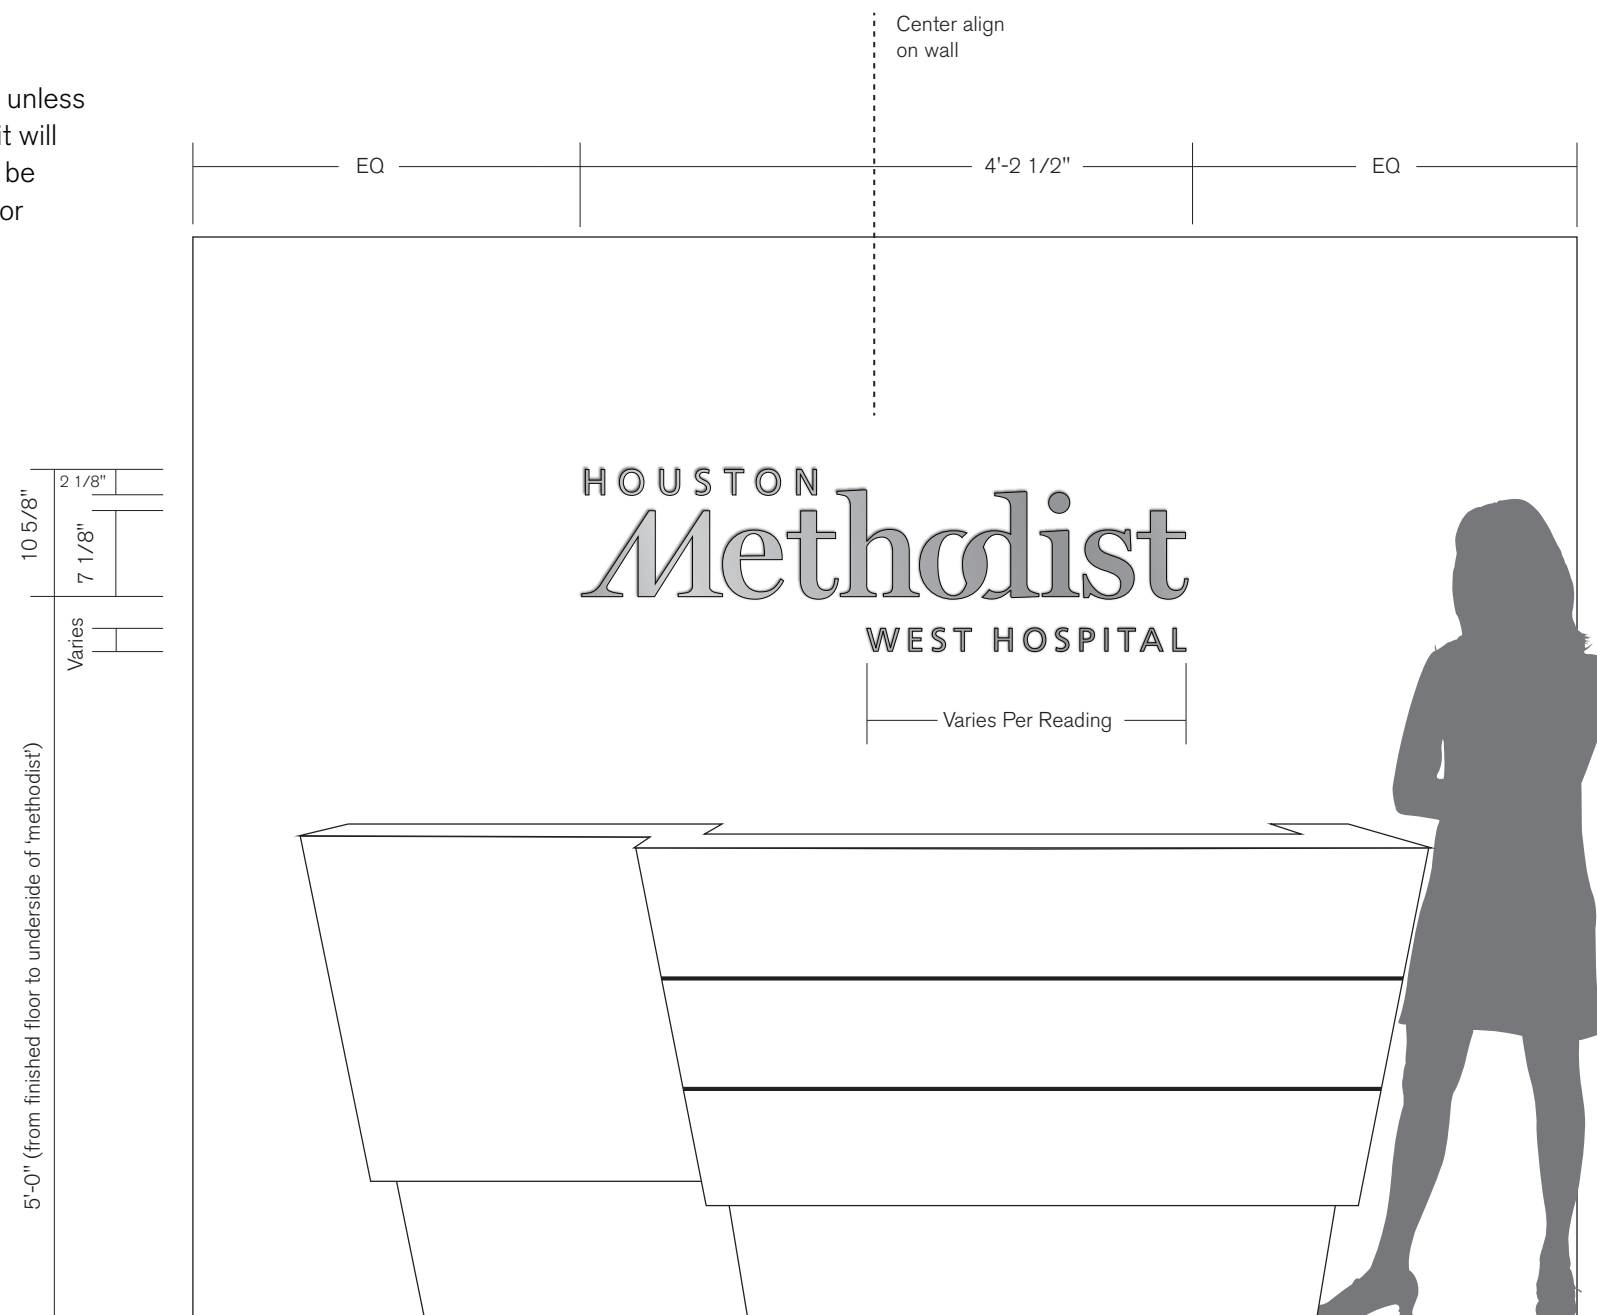 Center align
on wall
unless
it will
be
or
EQ
4'-2 1/2"
EQ
HOUSTON
Methodist
WEST HOSPITAL
2 1/8"
10 5/8"
7 1/8"
Varies
Varies Per Reading
5'-0" (from finished floor to underside of 'methodist')